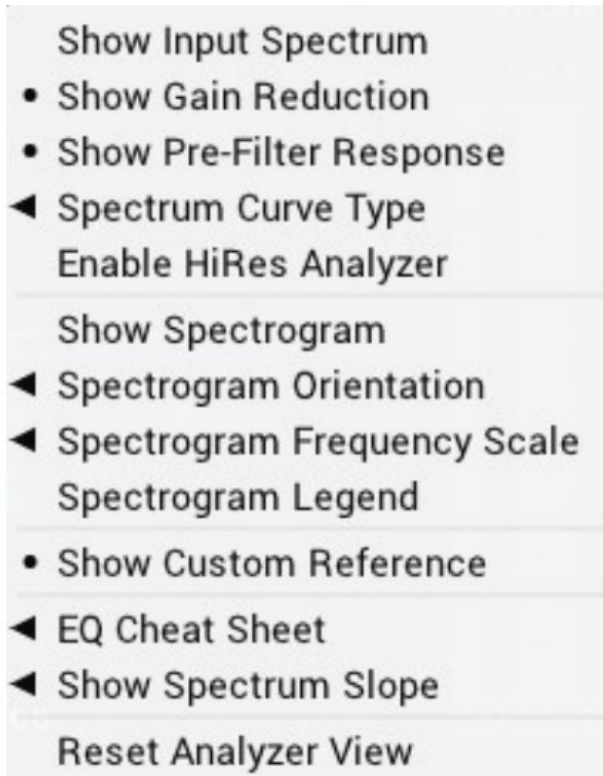 Show Input Spectrum
• Show Gain Reduction
• Show Pre-Filter Response
◀ Spectrum Curve Type
Enable HiRes Analyzer
Show Spectrogram
◀ Spectrogram Orientation
◀ Spectrogram Frequency Scale
Spectrogram Legend
• Show Custom Reference
◀ EQ Cheat Sheet
◀ Show Spectrum Slope
Reset Analyzer View